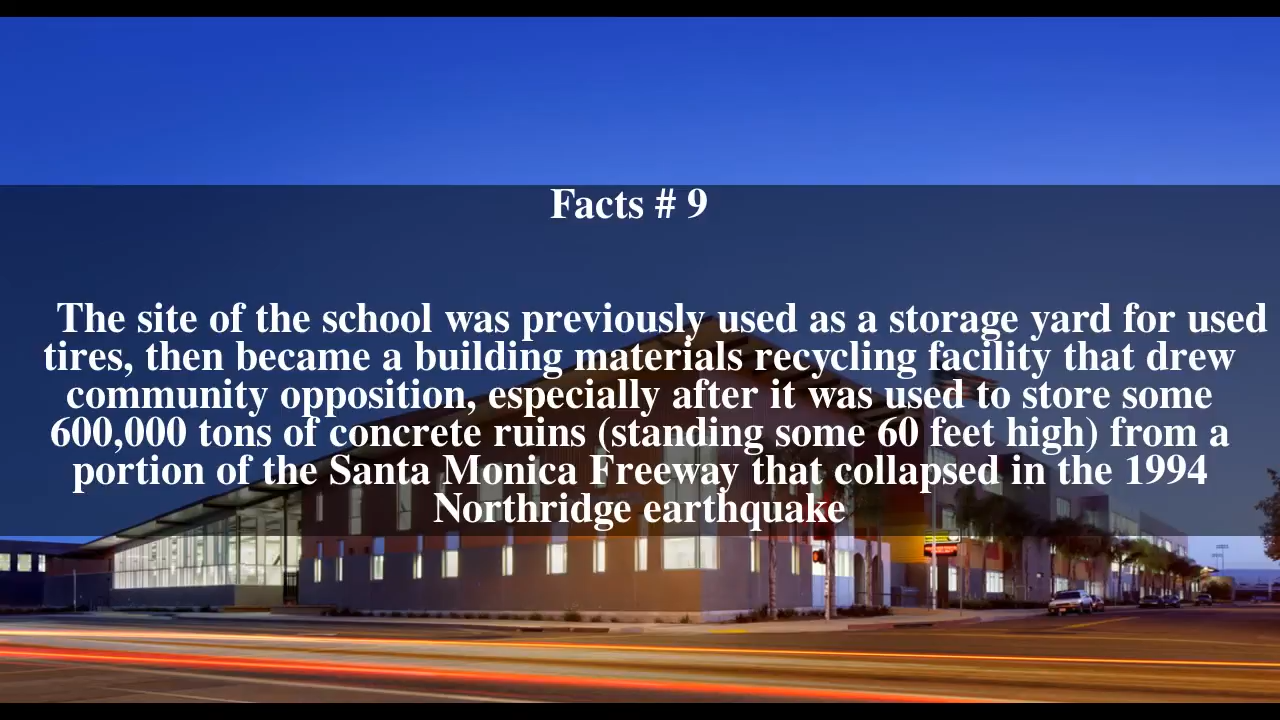 Facts # 9
The site of the school was previously used as a storage yard for used
tires, then became a building materials recycling facility that drew
community opposition, especially after it was used to store some
600,000 tons of concrete ruins (standing some 60 feet high) from a
portion of the Santa Monica Freeway that collapsed in the 1994
Northridge earthquake